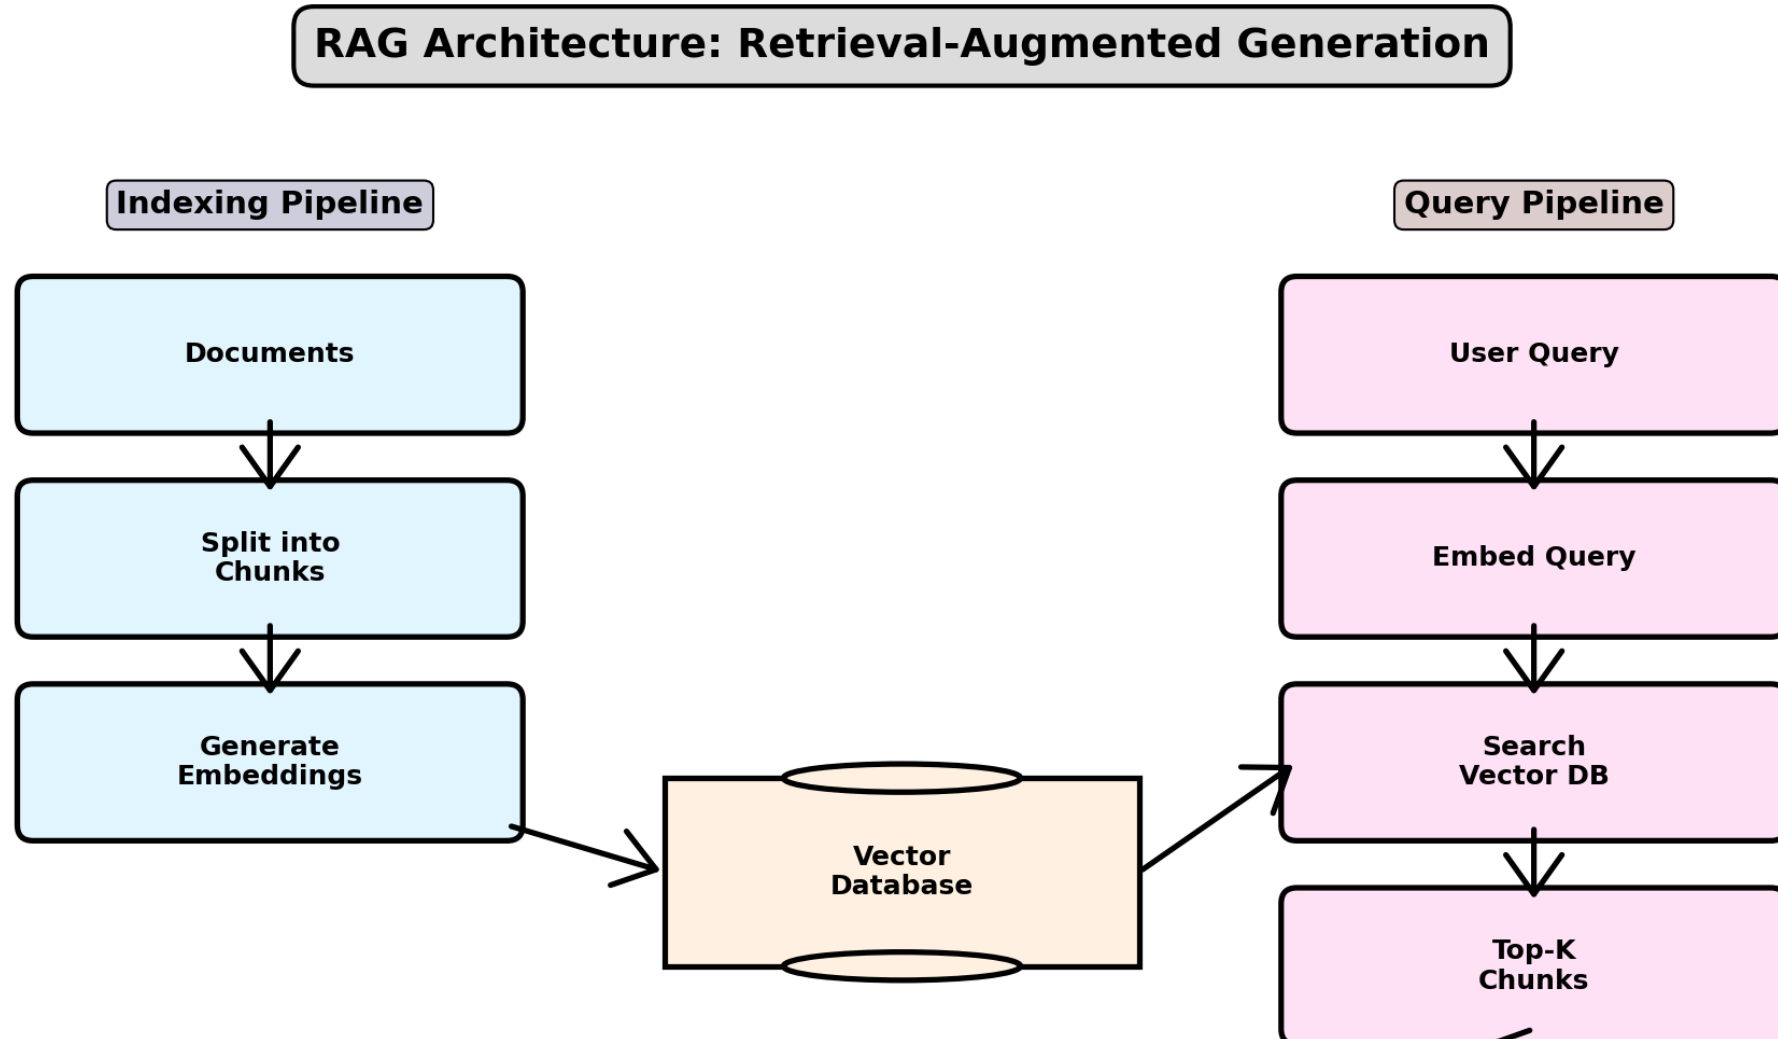 RAG Architecture: Retrieval-Augmented Generation
Indexing Pipeline
Documents
Split into
Chunks
Generate
Embeddings
Vector
Database
Query Pipeline
User Query
Embed Query
Search
Vector DB
Top-K
Chunks